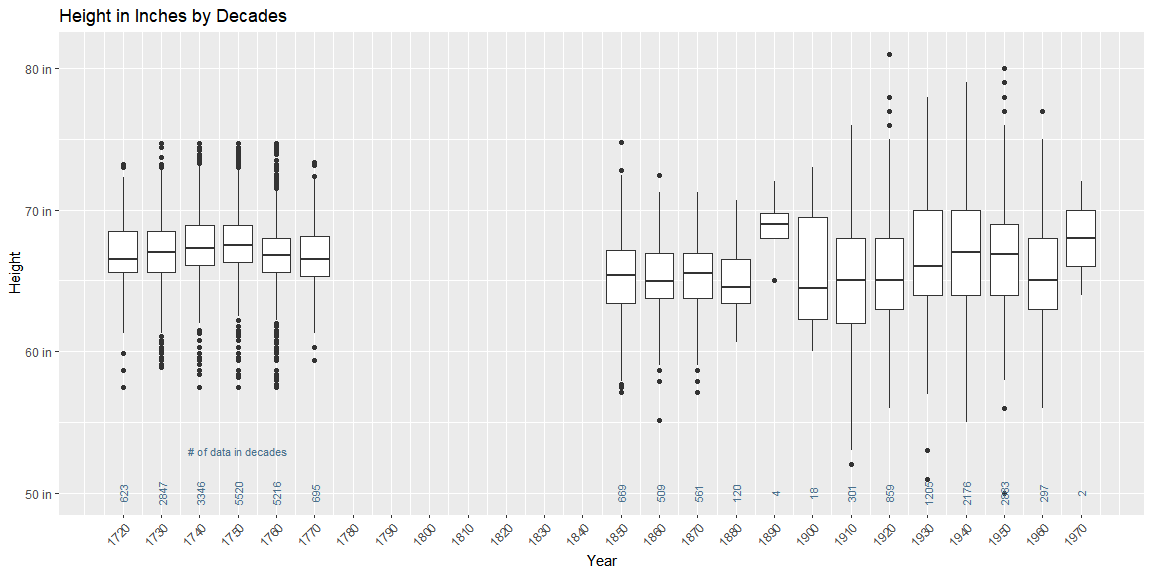 Height in Inches by Decades
80 in
70 in
60 in
50 in
Height
# of data in decades
623 2847 3346 5520 5216 695 669 509 561 120 4 18 301 859 1205 2176 297 2
1720 1730 1740 1750 1760 1770 1780 1790 1800 1810 1820 1830 1840 1850 1860 1870 1880 1890 1900 1910 1920 1930 1940 1950 1960 1970
Year